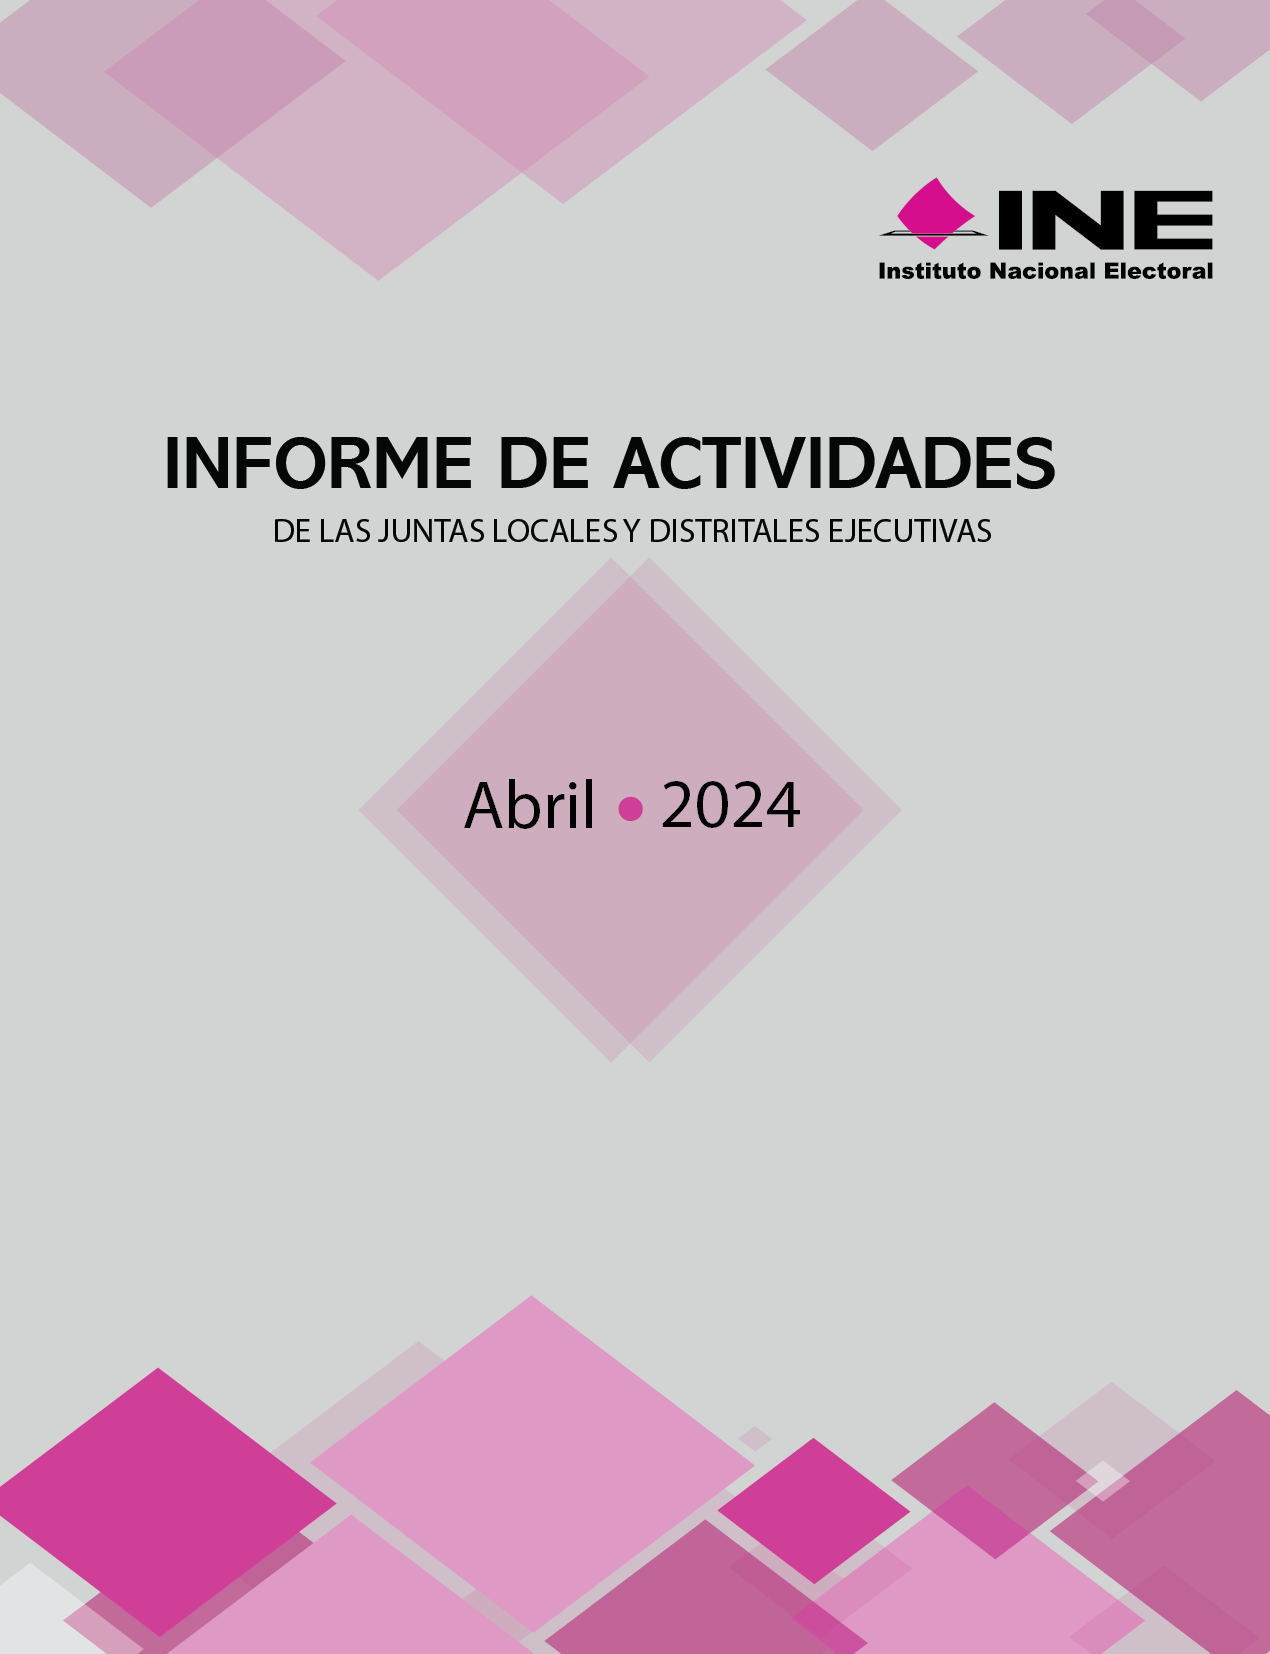 INE
Instituto Nacional Electoral
INFORME DE ACTIVIDADES
DE LAS JUNTAS LOCALES Y DISTRITALES EJECUTIVAS
Abril • 2024